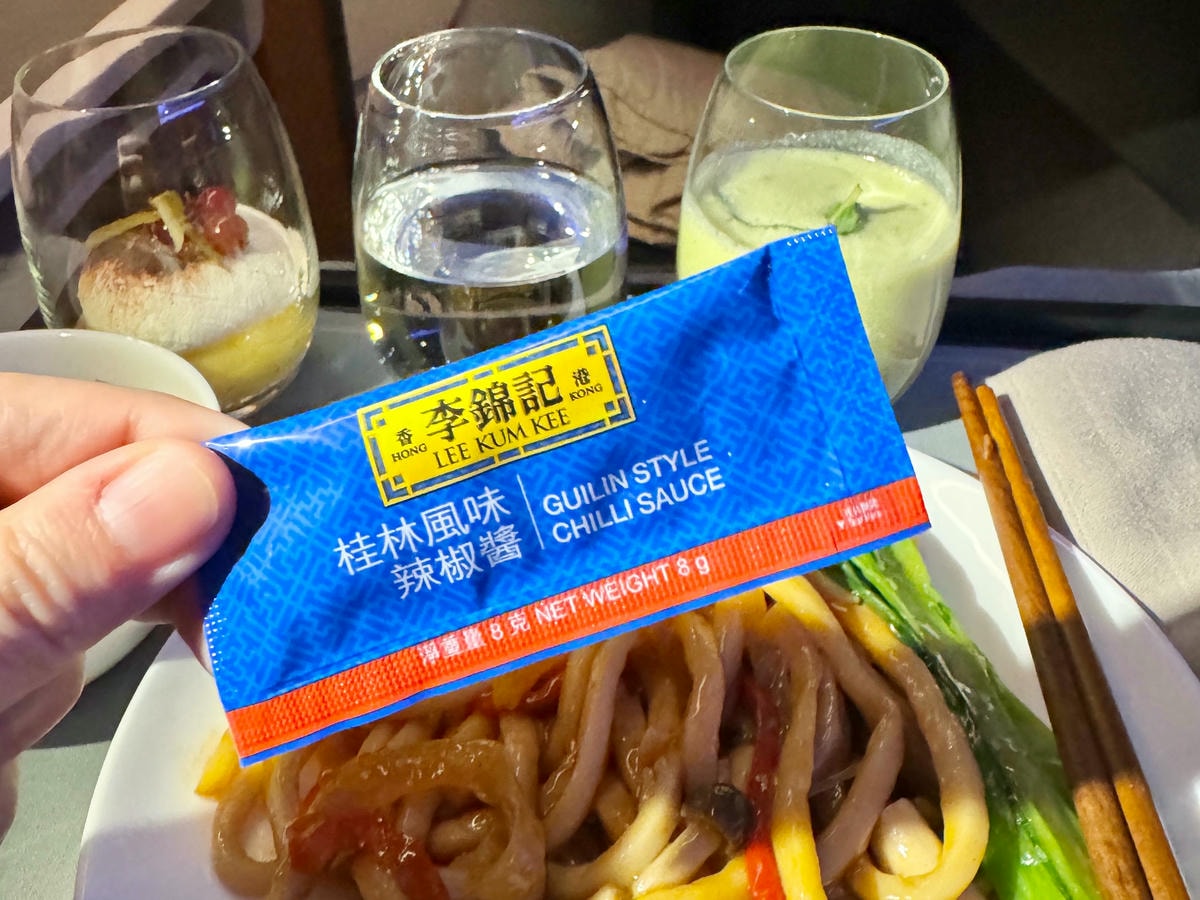 香 李錦記 港
HONG LEE KUM KEE KONG
桂林風味
辣椒醬
GUILIN STYLE
CHILLI SAUCE
淨重量 8 克 NET WEIGHT 8 g